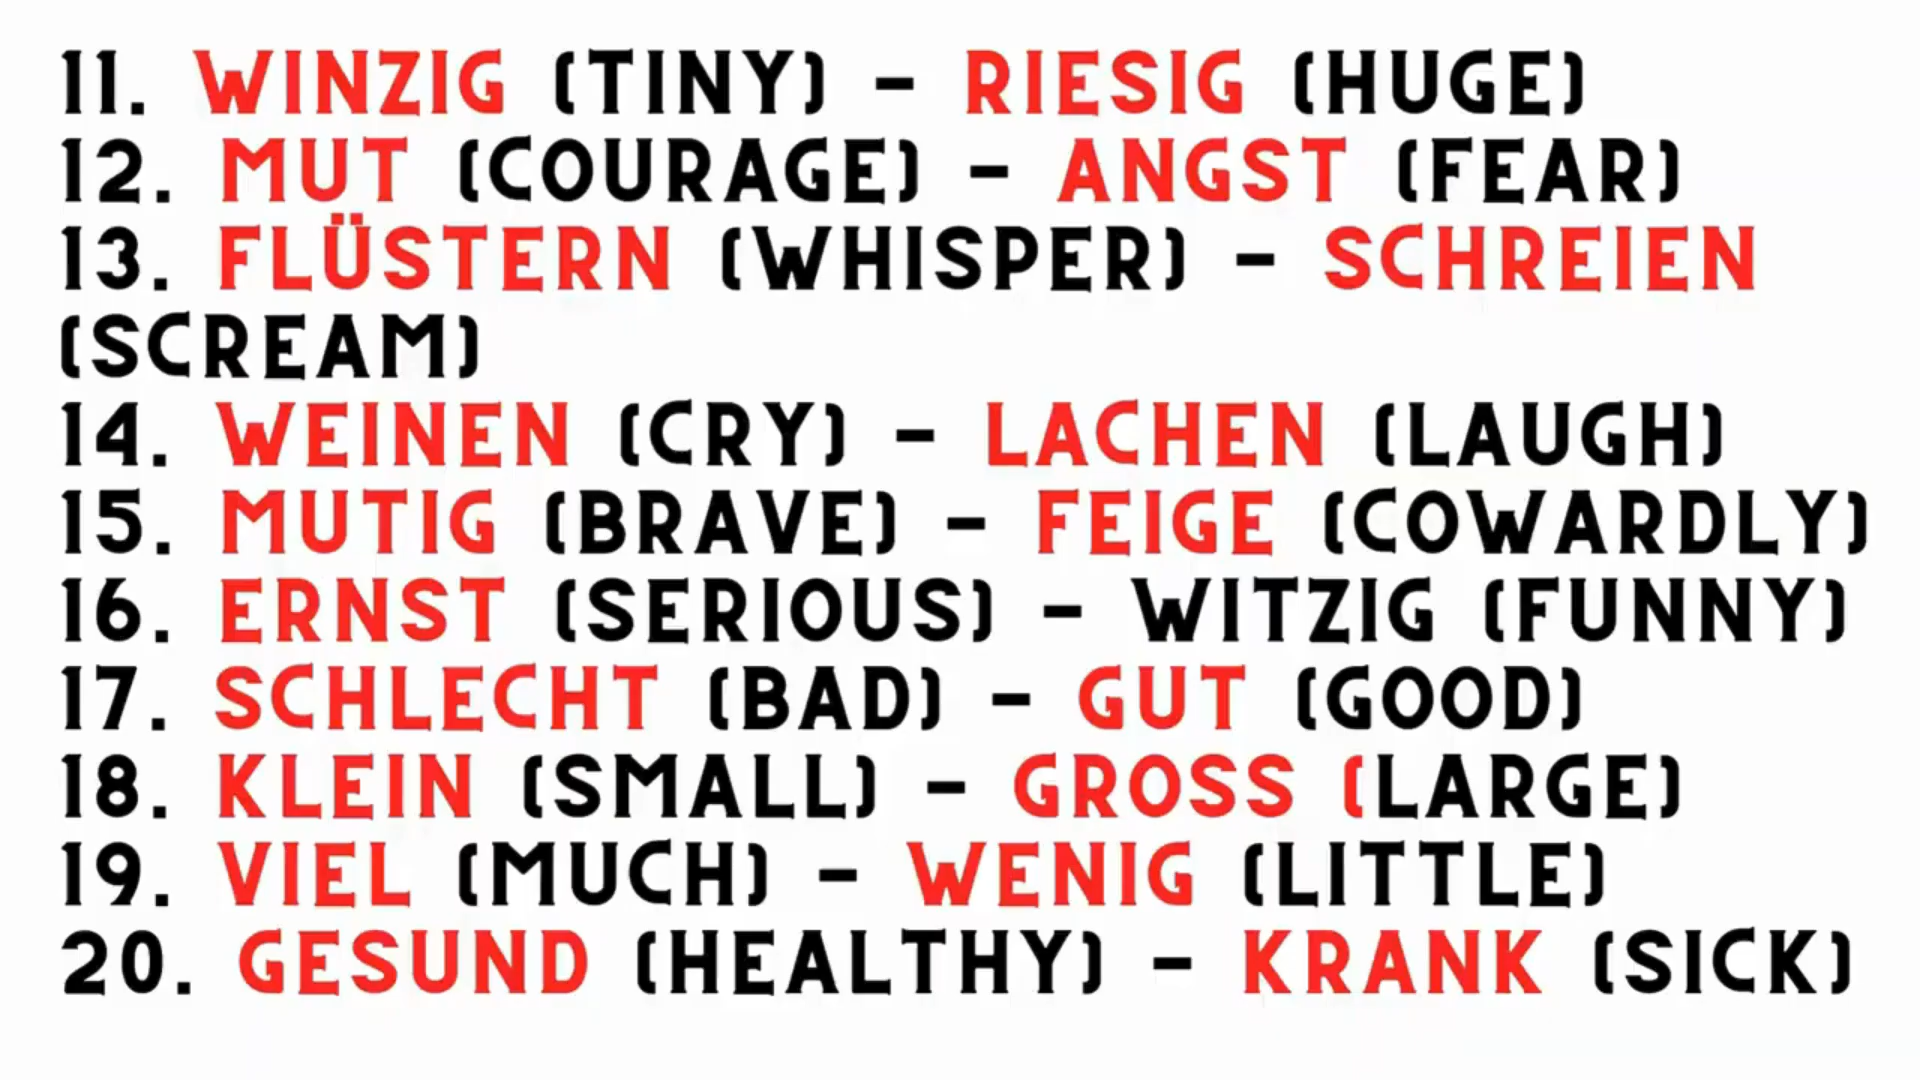 11. WINZIG (TINY) – RIESIG (HUGE)
12. MUT (COURAGE) – ANGST (FEAR)
13. FLÜSTERN (WHISPER) – SCHREIEN
(SCREAM)
14. WEINEN (CRY) – LACHEN (LAUGH)
15. MUTIG (BRAVE) – FEIGE (COWARDLY)
16. ERNST (SERIOUS) – WITZIG (FUNNY)
17. SCHLECHT (BAD) – GUT (GOOD)
18. KLEIN (SMALL) – GROSS (LARGE)
19. VIEL (MUCH) – WENIG (LITTLE)
20. GESUND (HEALTHY) – KRANK (SICK)